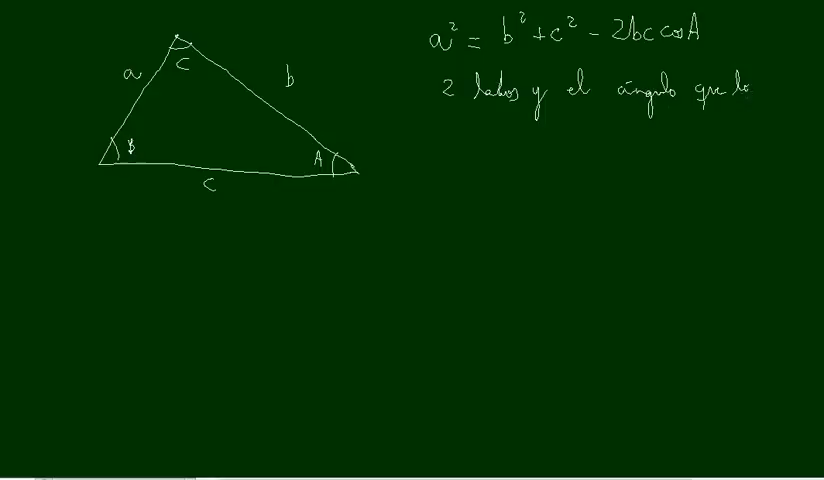 a² = b² + c² - 2bc cos A
2 lados y el ángulo que lo
a
C
b
B
A
c